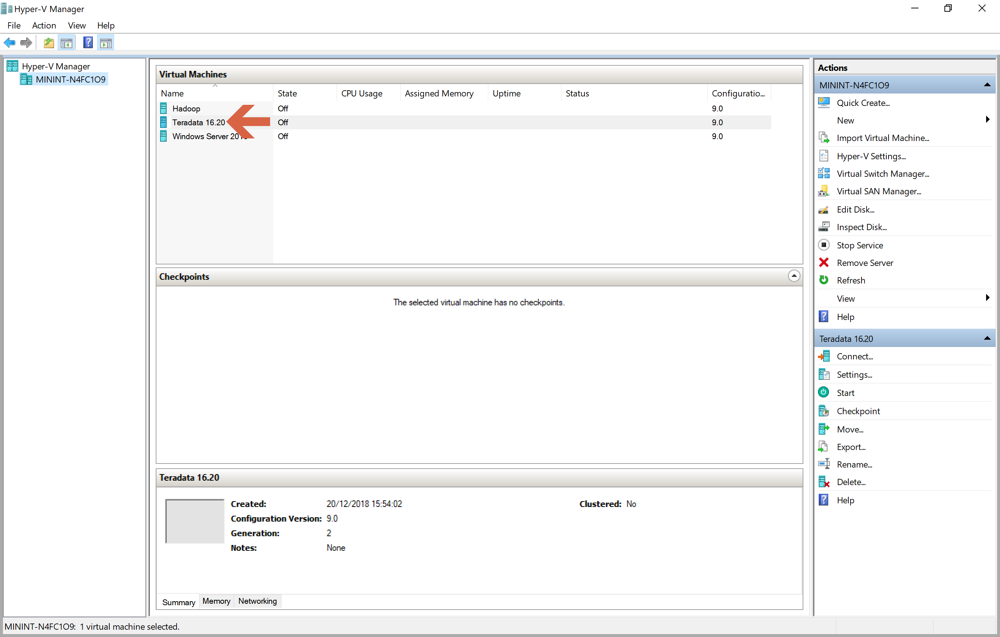 Hyper-V Manager
File Action View Help
Hyper-V Manager
MININT-N4FC1O9
Virtual Machines
Name State CPU Usage Assigned Memory Uptime Status Configuratio...
Hadoop Off 9.0
Teradata 16.20 Off 9.0
Windows Server Off 9.0
Checkpoints
The selected virtual machine has no checkpoints.
Teradata 16.20
Created: 20/12/2018 15:54:02 Clustered: No
Configuration Version: 9.0
Generation: 2
Notes: None
Summary Memory Networking
Actions
MININT-N4FC1O9
Quick Create...
New
Import Virtual Machine...
Hyper-V Settings...
Virtual Switch Manager...
Virtual SAN Manager...
Edit Disk...
Inspect Disk...
Stop Service
Remove Server
Refresh
View
Help
Teradata 16.20
Connect...
Settings...
Start
Checkpoint
Move...
Export...
Rename...
Delete...
Help
MININT-N4FC1O9: 1 virtual machine selected.